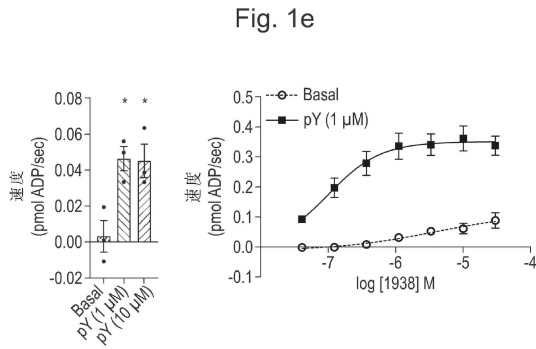 Fig. 1e
速度
(pmol ADP/sec)
0.08
0.06
0.04
0.02
0.00
-0.02
* *
Basal
pY (1 μM)
pY (10 μM)
速度
(pmol ADP/sec)
0.5
0.4
0.3
0.2
0.1
0.0
-0.1
Basal
pY (1 μM)
-7 -6 -5 -4
log [1938] M